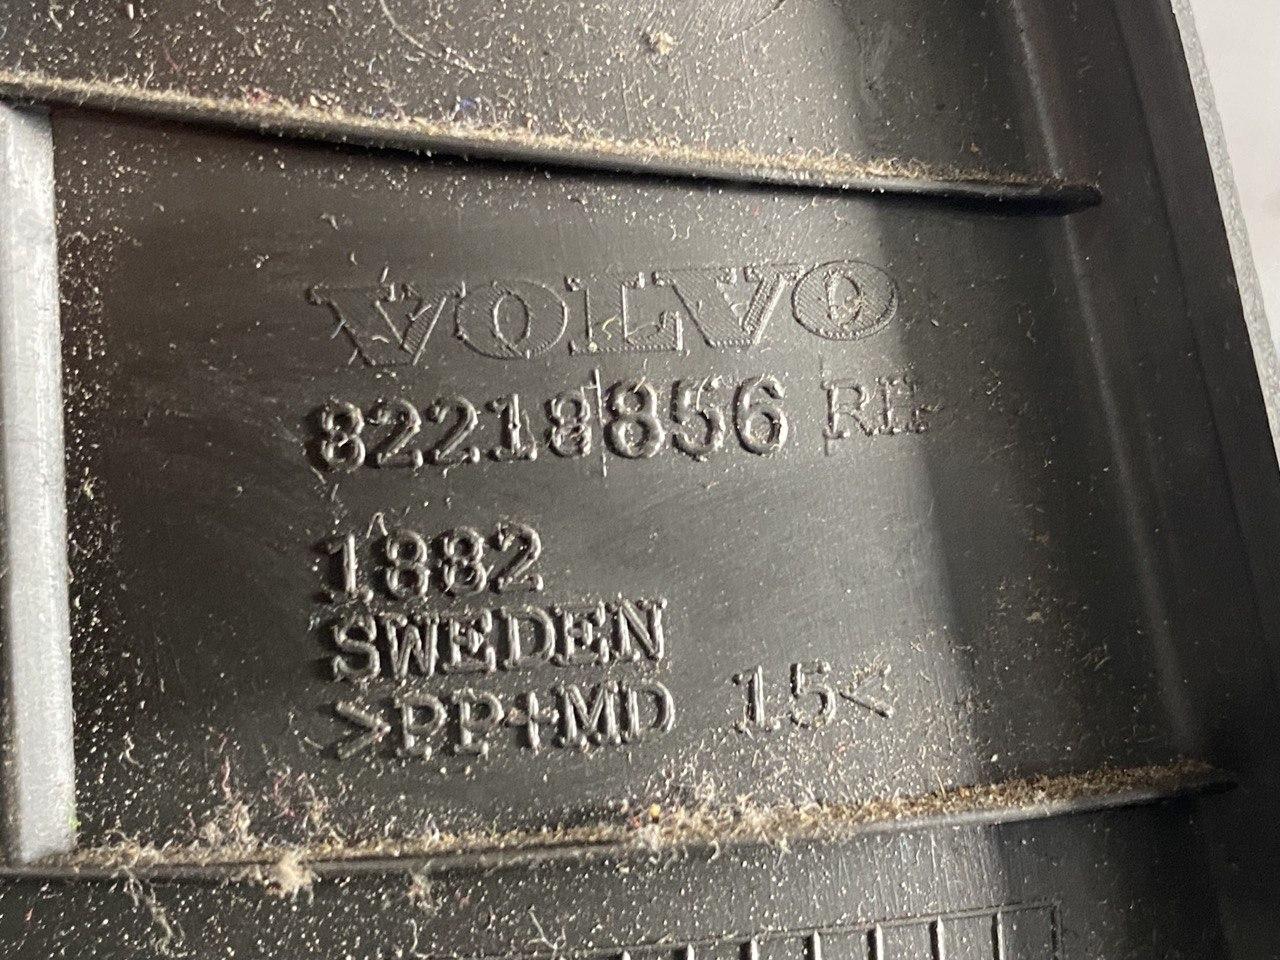 VOLVO
82218856 RH
1882
SWEDEN
>PP+MD 15<